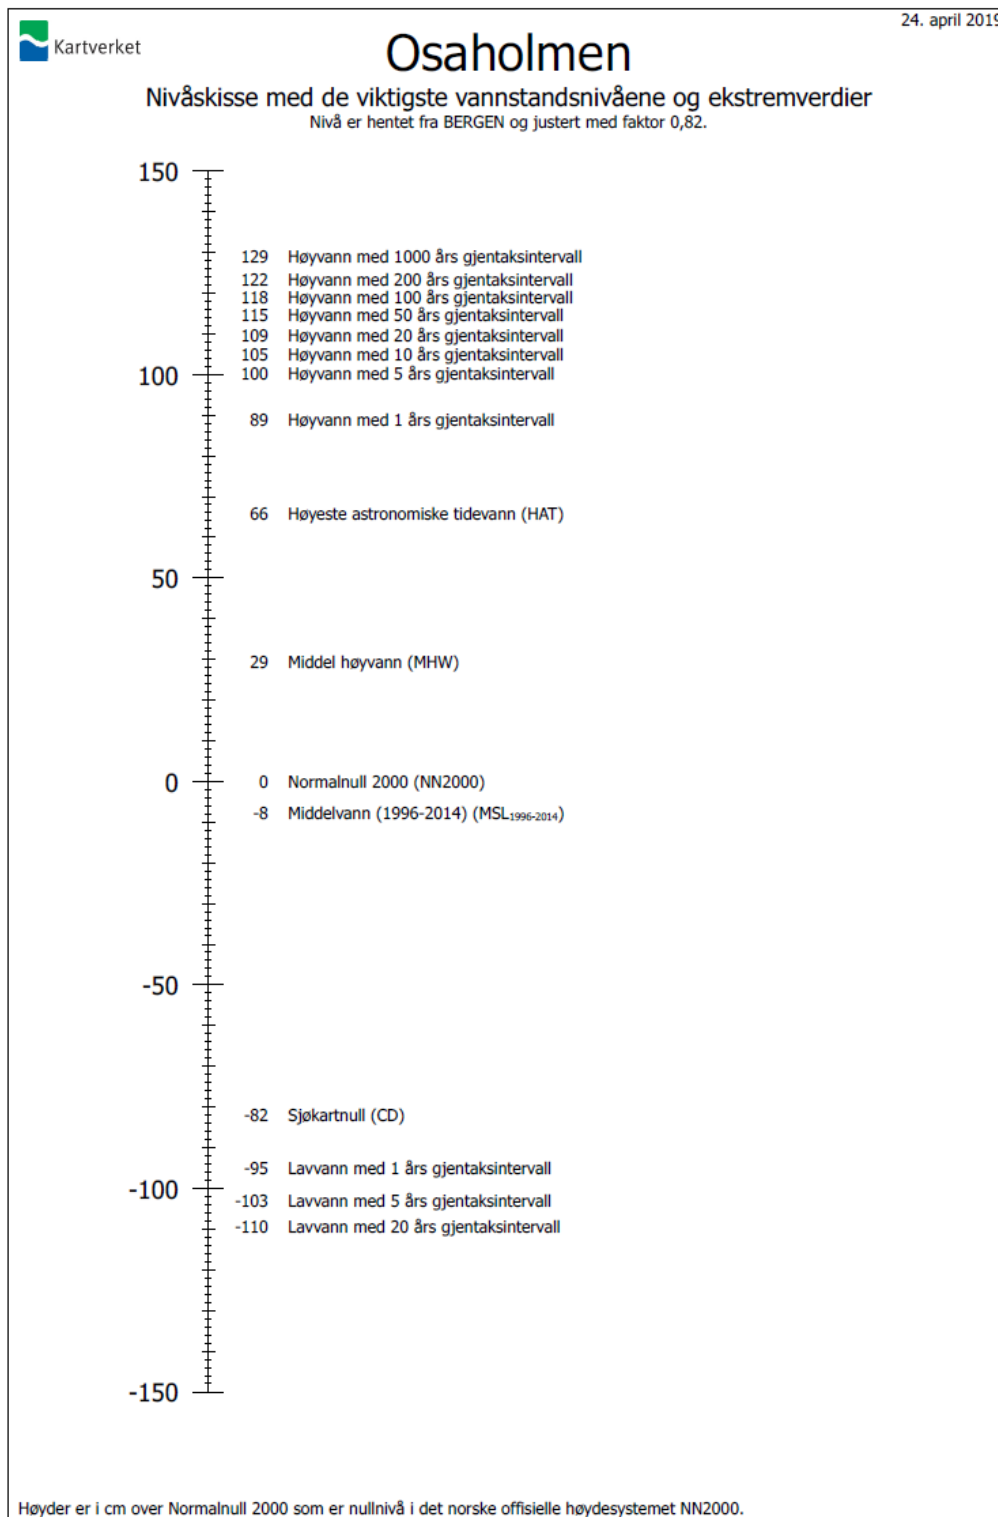 24. april 2019
Kartverket
Osaholmen
Nivåskisse med de viktigste vannstandsnivåene og ekstremverdier
Nivå er hentet fra BERGEN og justert med faktor 0,82.
150
129 Høyvann med 1000 års gjentaksintervall
122 Høyvann med 200 års gjentaksintervall
118 Høyvann med 100 års gjentaksintervall
115 Høyvann med 50 års gjentaksintervall
109 Høyvann med 20 års gjentaksintervall
105 Høyvann med 10 års gjentaksintervall
100 100 Høyvann med 5 års gjentaksintervall
89 Høyvann med 1 års gjentaksintervall
66 Høyeste astronomiske tidevann (HAT)
50
29 Middel høyvann (MHW)
0 0 Normalnull 2000 (NN2000)
-8 Middelvann (1996-2014) (MSL1996-2014)
-50
-82 Sjøkartnull (CD)
-95 Lavvann med 1 års gjentaksintervall
-100
-103 Lavvann med 5 års gjentaksintervall
-110 Lavvann med 20 års gjentaksintervall
-150
Høyder er i cm over Normalnull 2000 som er nullnivå i det norske offisielle høydesystemet NN2000.